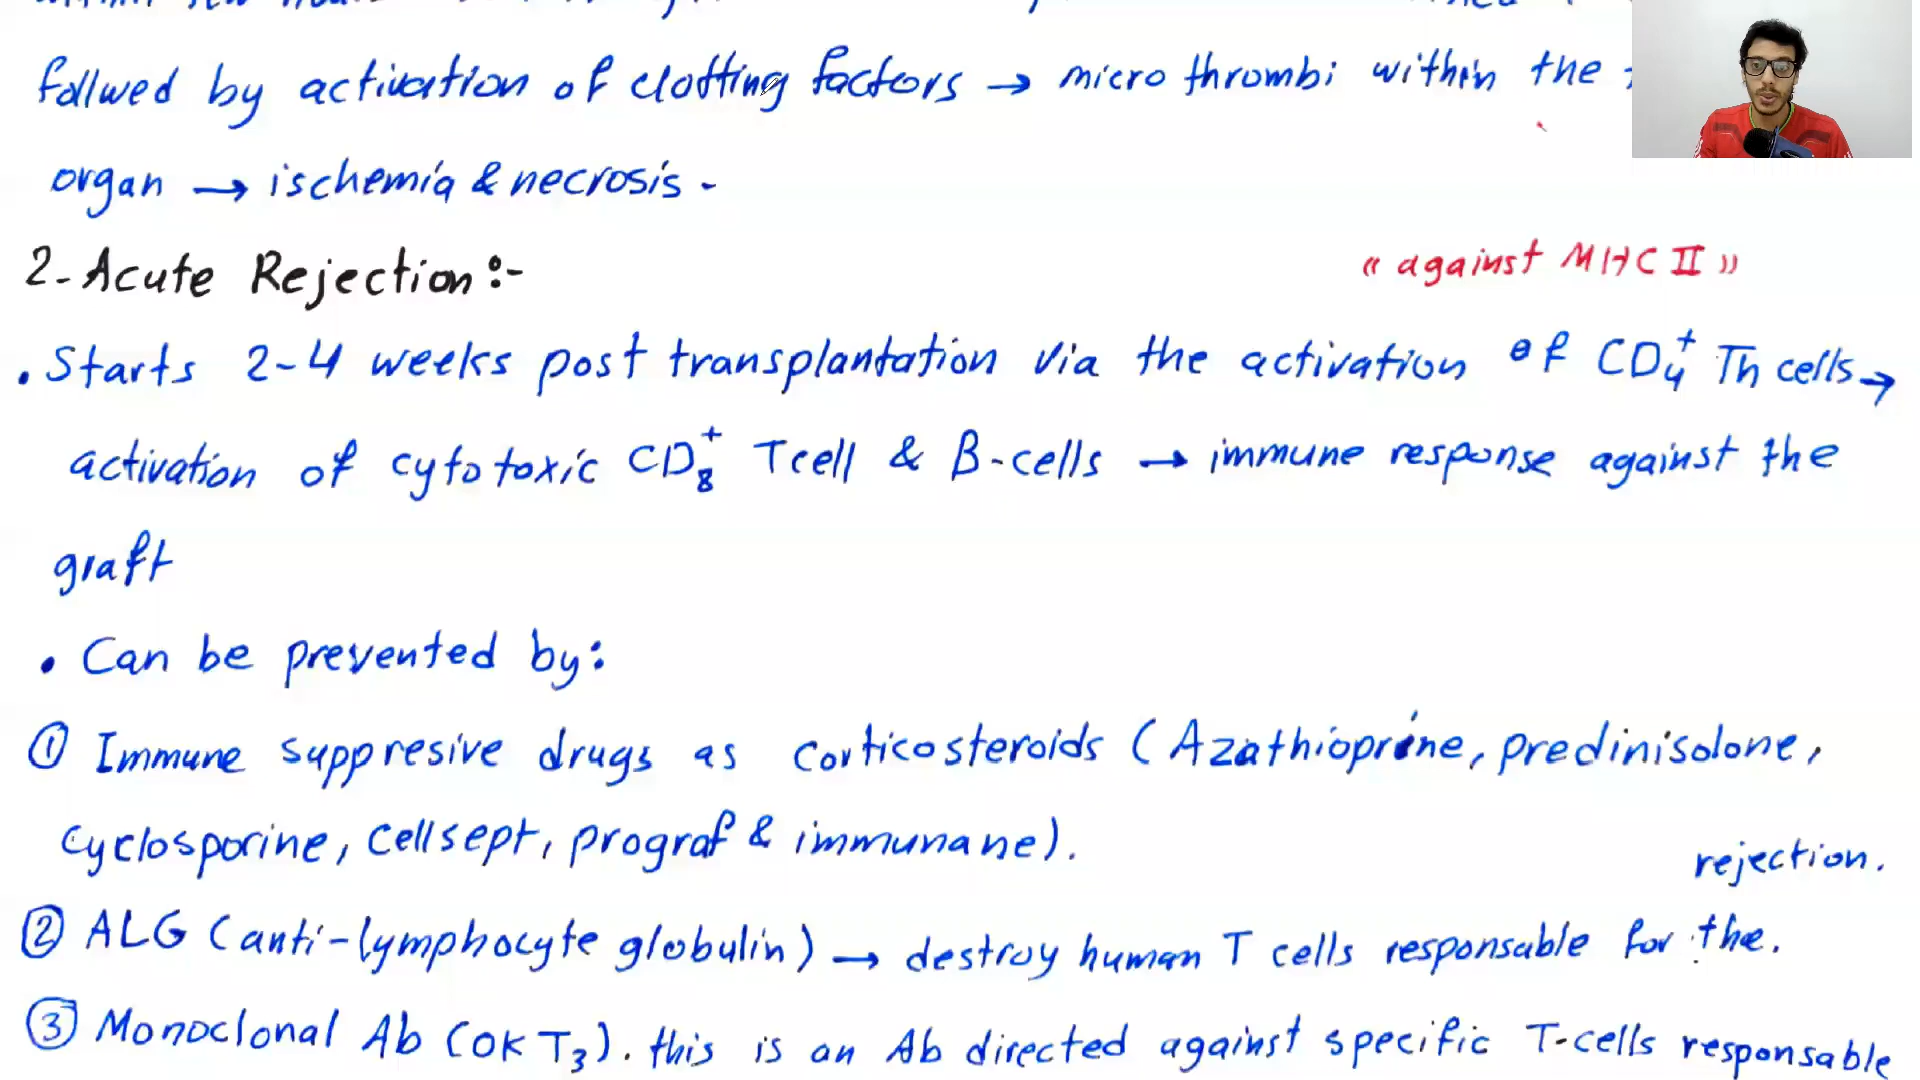 follwed by activation of clotting factors → micro thrombi within the
organ → ischemia & necrosis.
2- Acute Rejection:-
« against MHC II »
• Starts 2-4 weeks post transplantation via the activation of CD4+ Th cells →
activation of cytotoxic CD8+ T cell & B-cells → immune response against the
graft
• Can be prevented by:
① Immune suppresive drugs as corticosteroids (Azathioprine, predinisolone,
cyclosporine, cellsept, prograf & immunane).
② ALG (anti-lymphocyte globulin) → destroy human T cells responsable for the.
rejection.
③ Monoclonal Ab (OKT3). this is an Ab directed against specific T-cells responsable